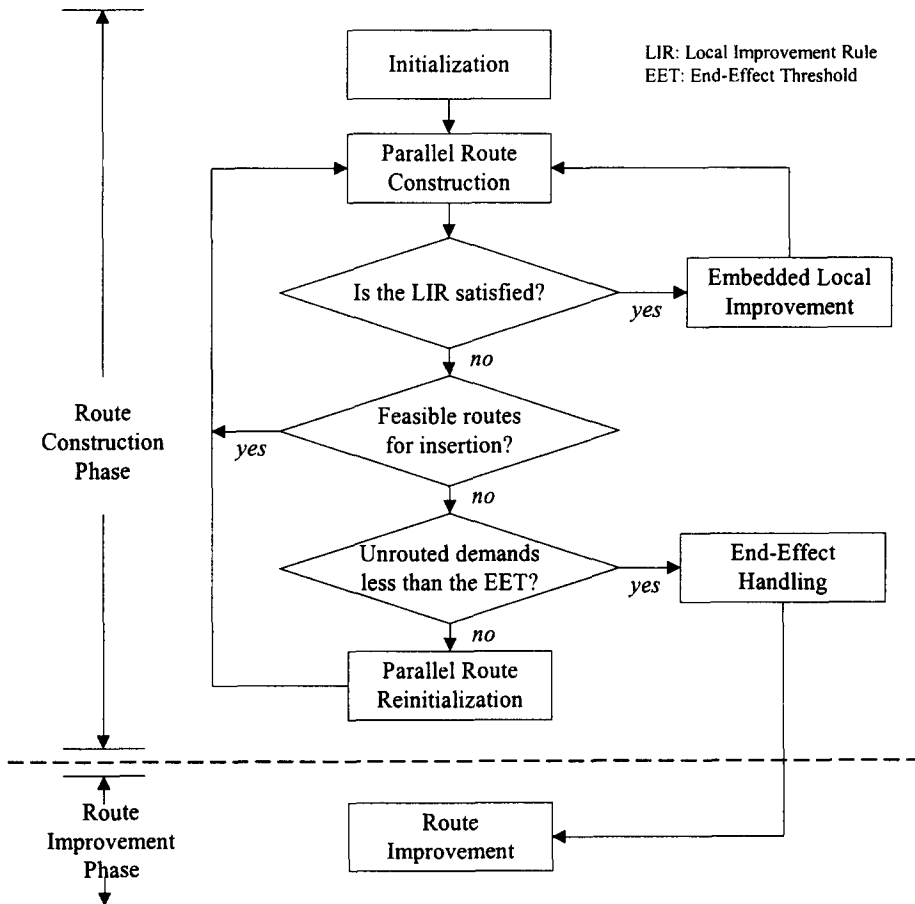 Initialization
LIR: Local Improvement Rule
EET: End-Effect Threshold
Parallel Route
Construction
Is the LIR satisfied?
yes
Embedded Local
Improvement
no
Route
Construction
Phase
Feasible routes
for insertion?
yes
no
Unrouted demands
less than the EET?
yes
End-Effect
Handling
no
Parallel Route
Reinitialization
Route
Improvement
Phase
Route
Improvement